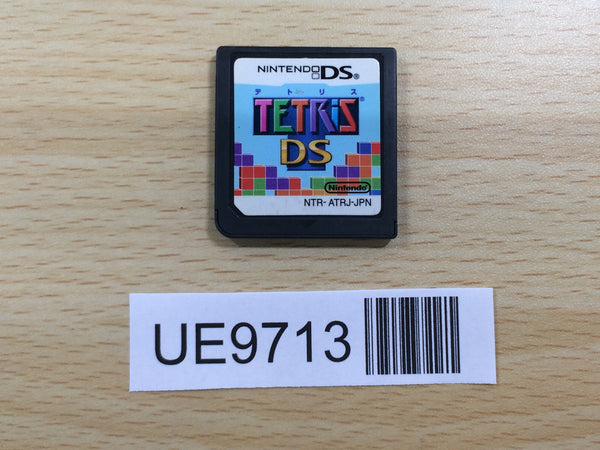 NINTENDO DS®
テトリス
TETRIS®
DS
Nintendo
NTR- ATRJ-JPN
UE9713